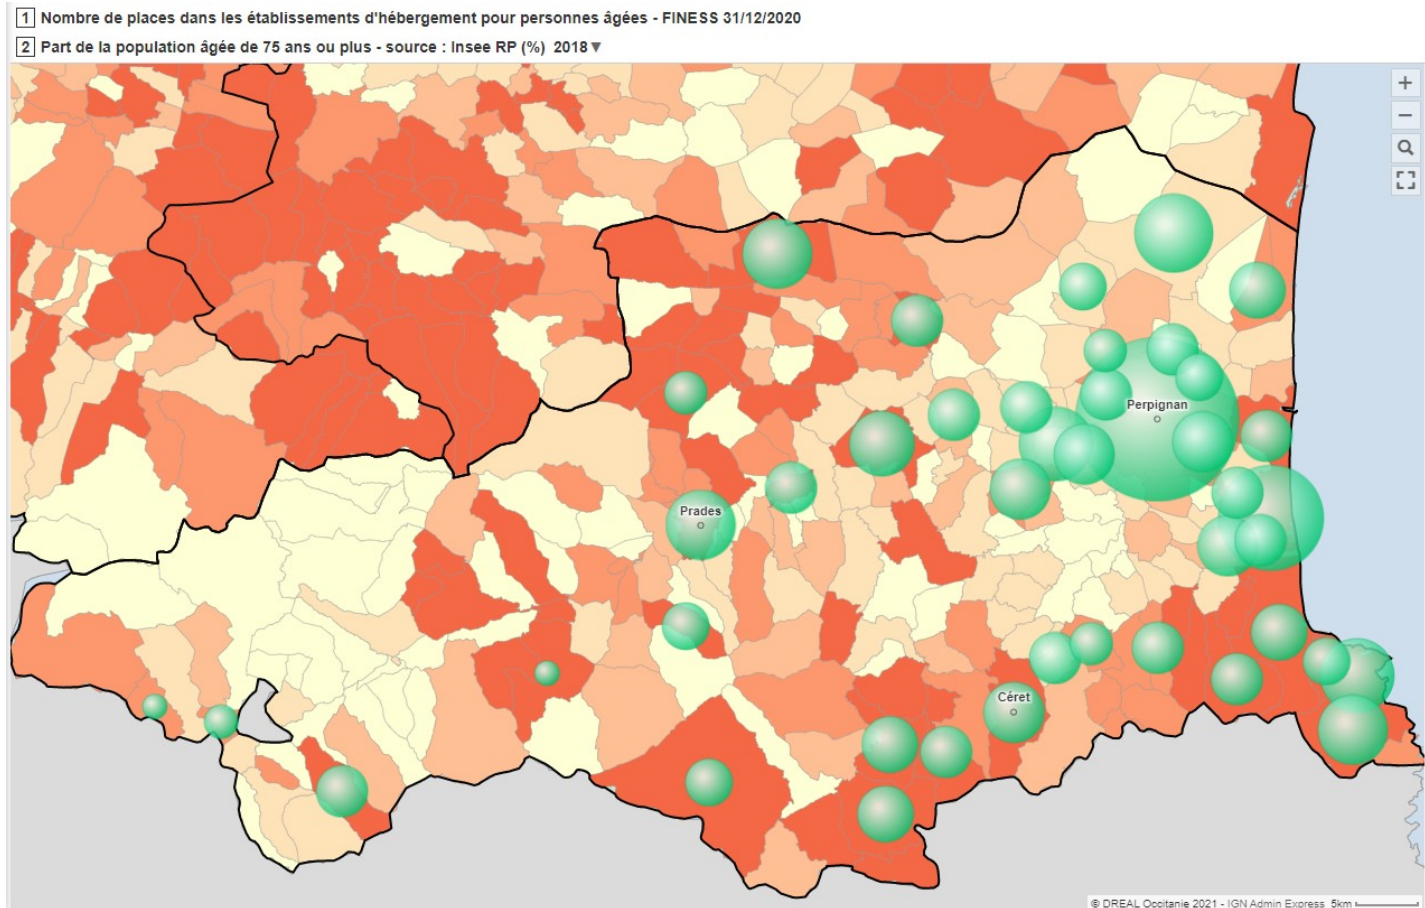 1 Nombre de places dans les établissements d'hébergement pour personnes âgées - FINESS 31/12/2020
2 Part de la population âgée de 75 ans ou plus - source : Insee RP (%) 2018▼
+
−
Perpignan
Prades
Céret
© DREAL Occitanie 2021 - IGN Admin Express 5km